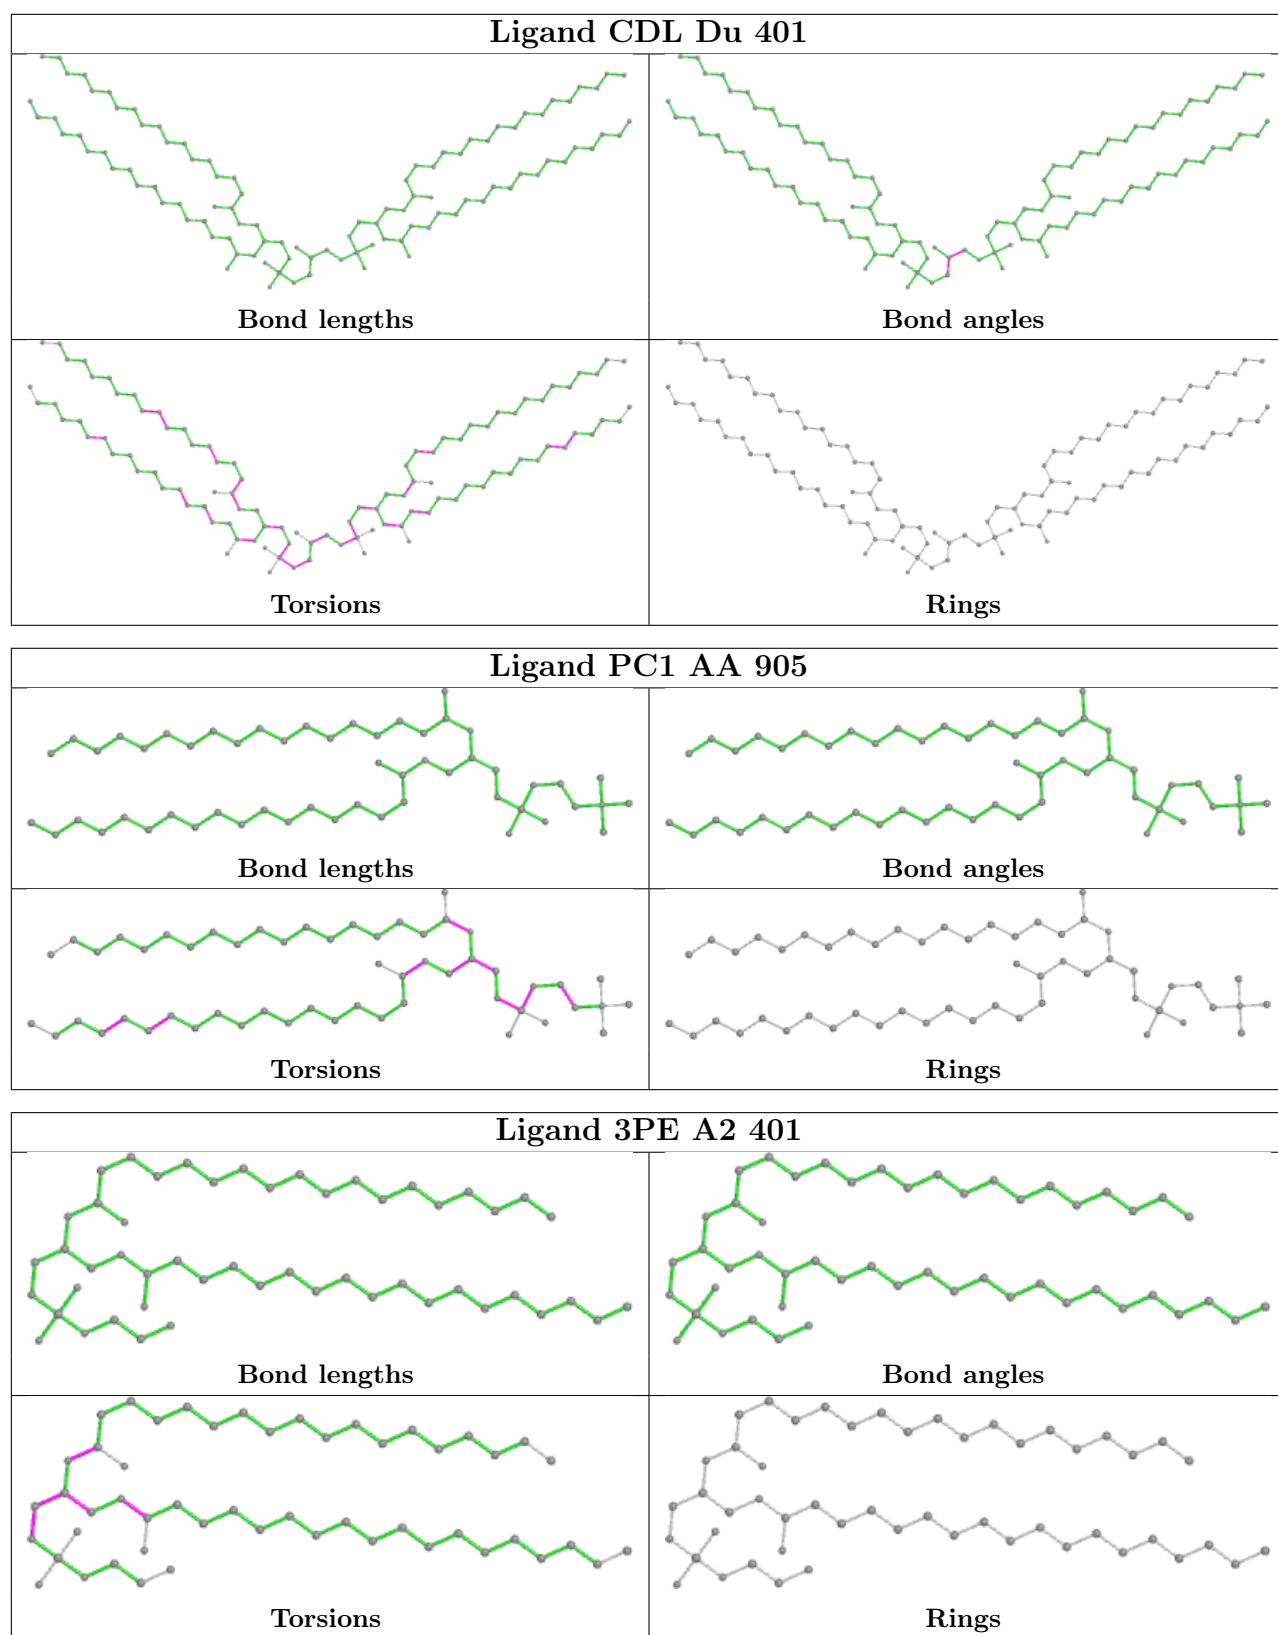 Ligand CDL Du 401
Bond lengths
Bond angles
Torsions
Rings
Ligand PC1 AA 905
Bond lengths
Bond angles
Torsions
Rings
Ligand 3PE A2 401
Bond lengths
Bond angles
Torsions
Rings